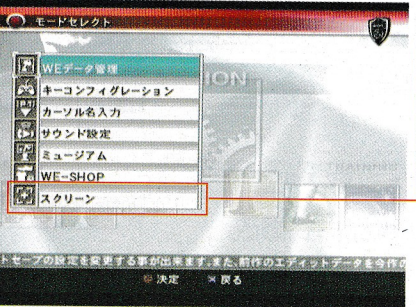 モードセレクト
WEデータ管理
キーコンフィグレーション
カーソル名入力
サウンド設定
ミュージアム
WE-SHOP
スクリーン
トセーブの設定を変更する事が出来ます。また、前作のエディットデータを今作の
決定 戻る